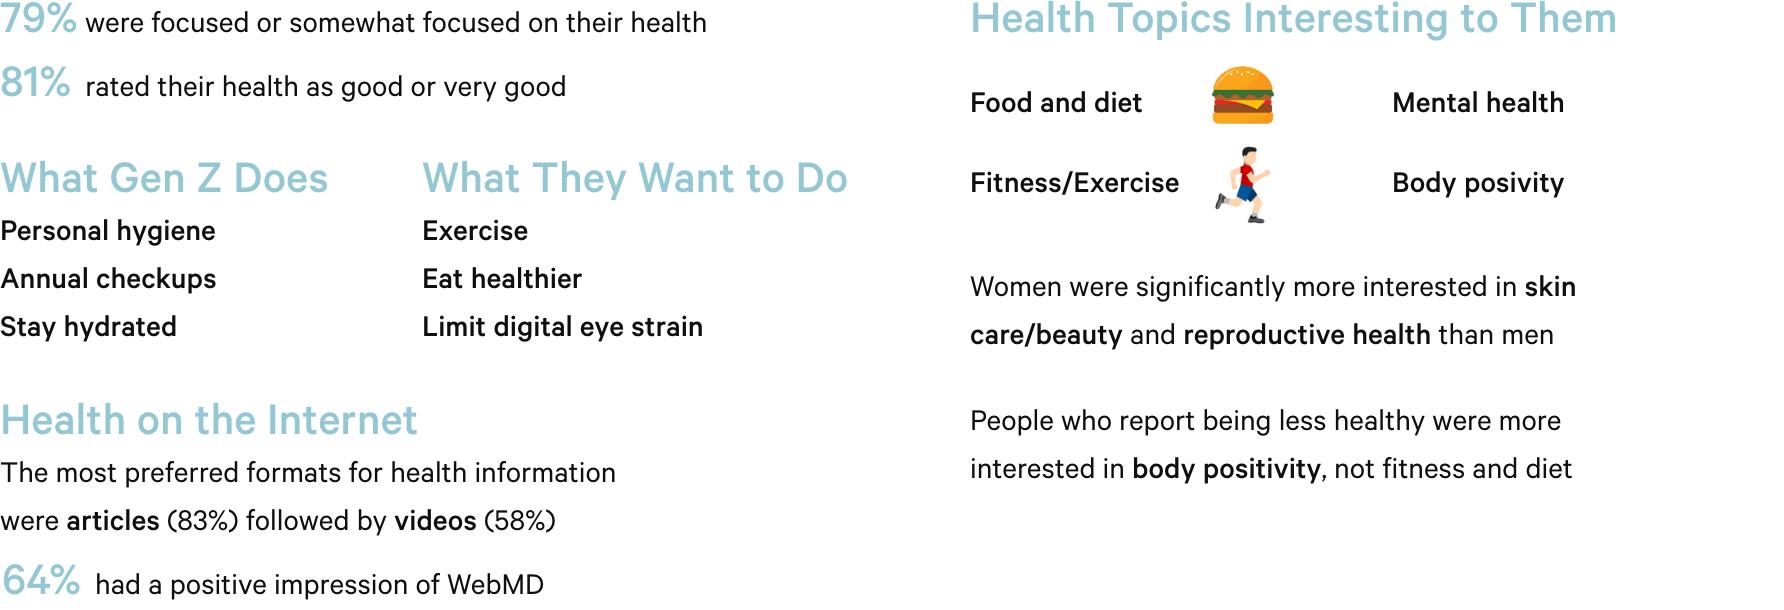 79% were focused or somewhat focused on their health
81% rated their health as good or very good
What Gen Z Does
Personal hygiene
Annual checkups
Stay hydrated
What They Want to Do
Exercise
Eat healthier
Limit digital eye strain
Health on the Internet
The most preferred formats for health information
were articles (83%) followed by videos (58%)
64% had a positive impression of WebMD
Health Topics Interesting to Them
Food and diet
Mental health
Fitness/Exercise
Body posivity
Women were significantly more interested in skin
care/beauty and reproductive health than men
People who report being less healthy were more
interested in body positivity, not fitness and diet